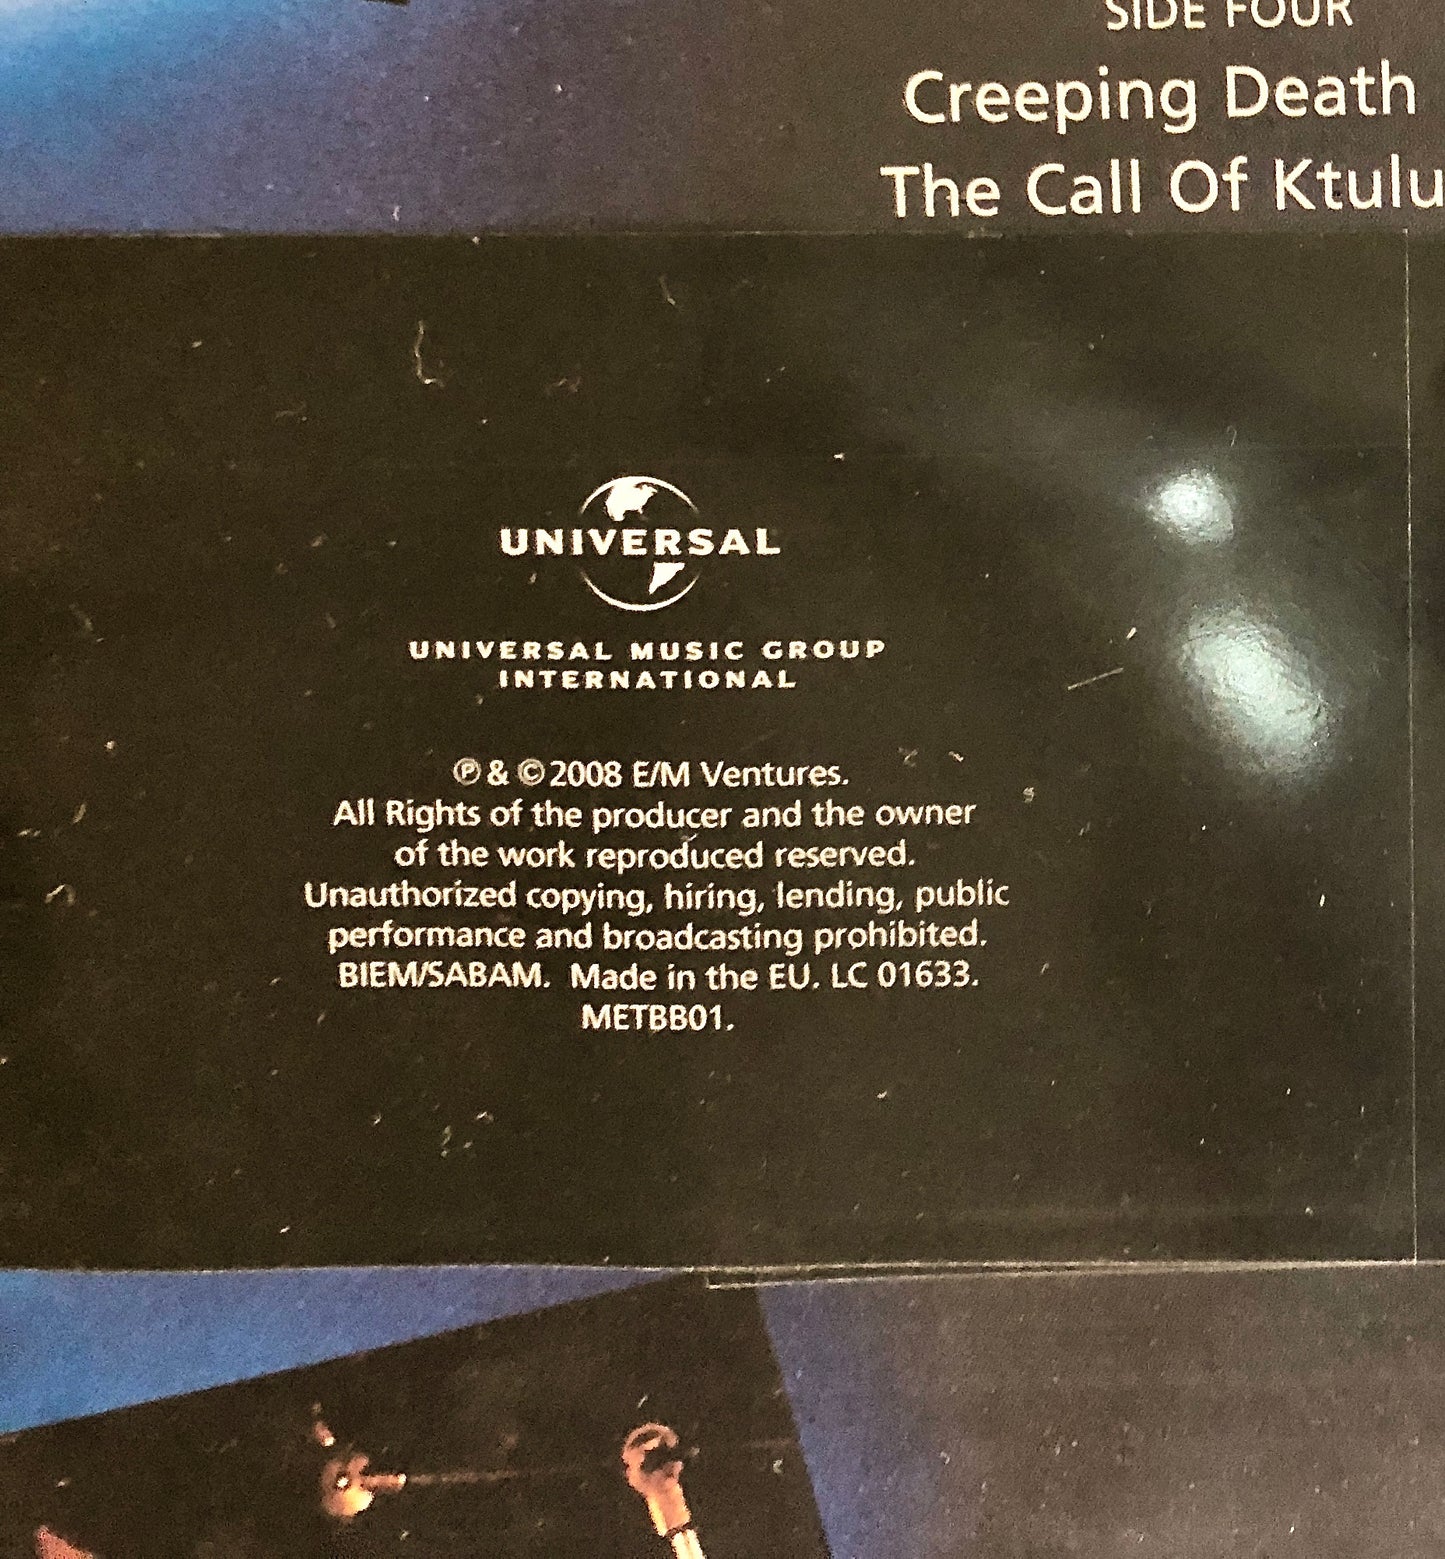 SIDE FOUR
Creeping Death
The Call Of Ktulu
UNIVERSAL
UNIVERSAL MUSIC GROUP
INTERNATIONAL
℗ & © 2008 E/M Ventures.
All Rights of the producer and the owner
of the work reproduced reserved.
Unauthorized copying, hiring, lending, public
performance and broadcasting prohibited.
BIEM/SABAM. Made in the EU. LC 01633.
METBB01.